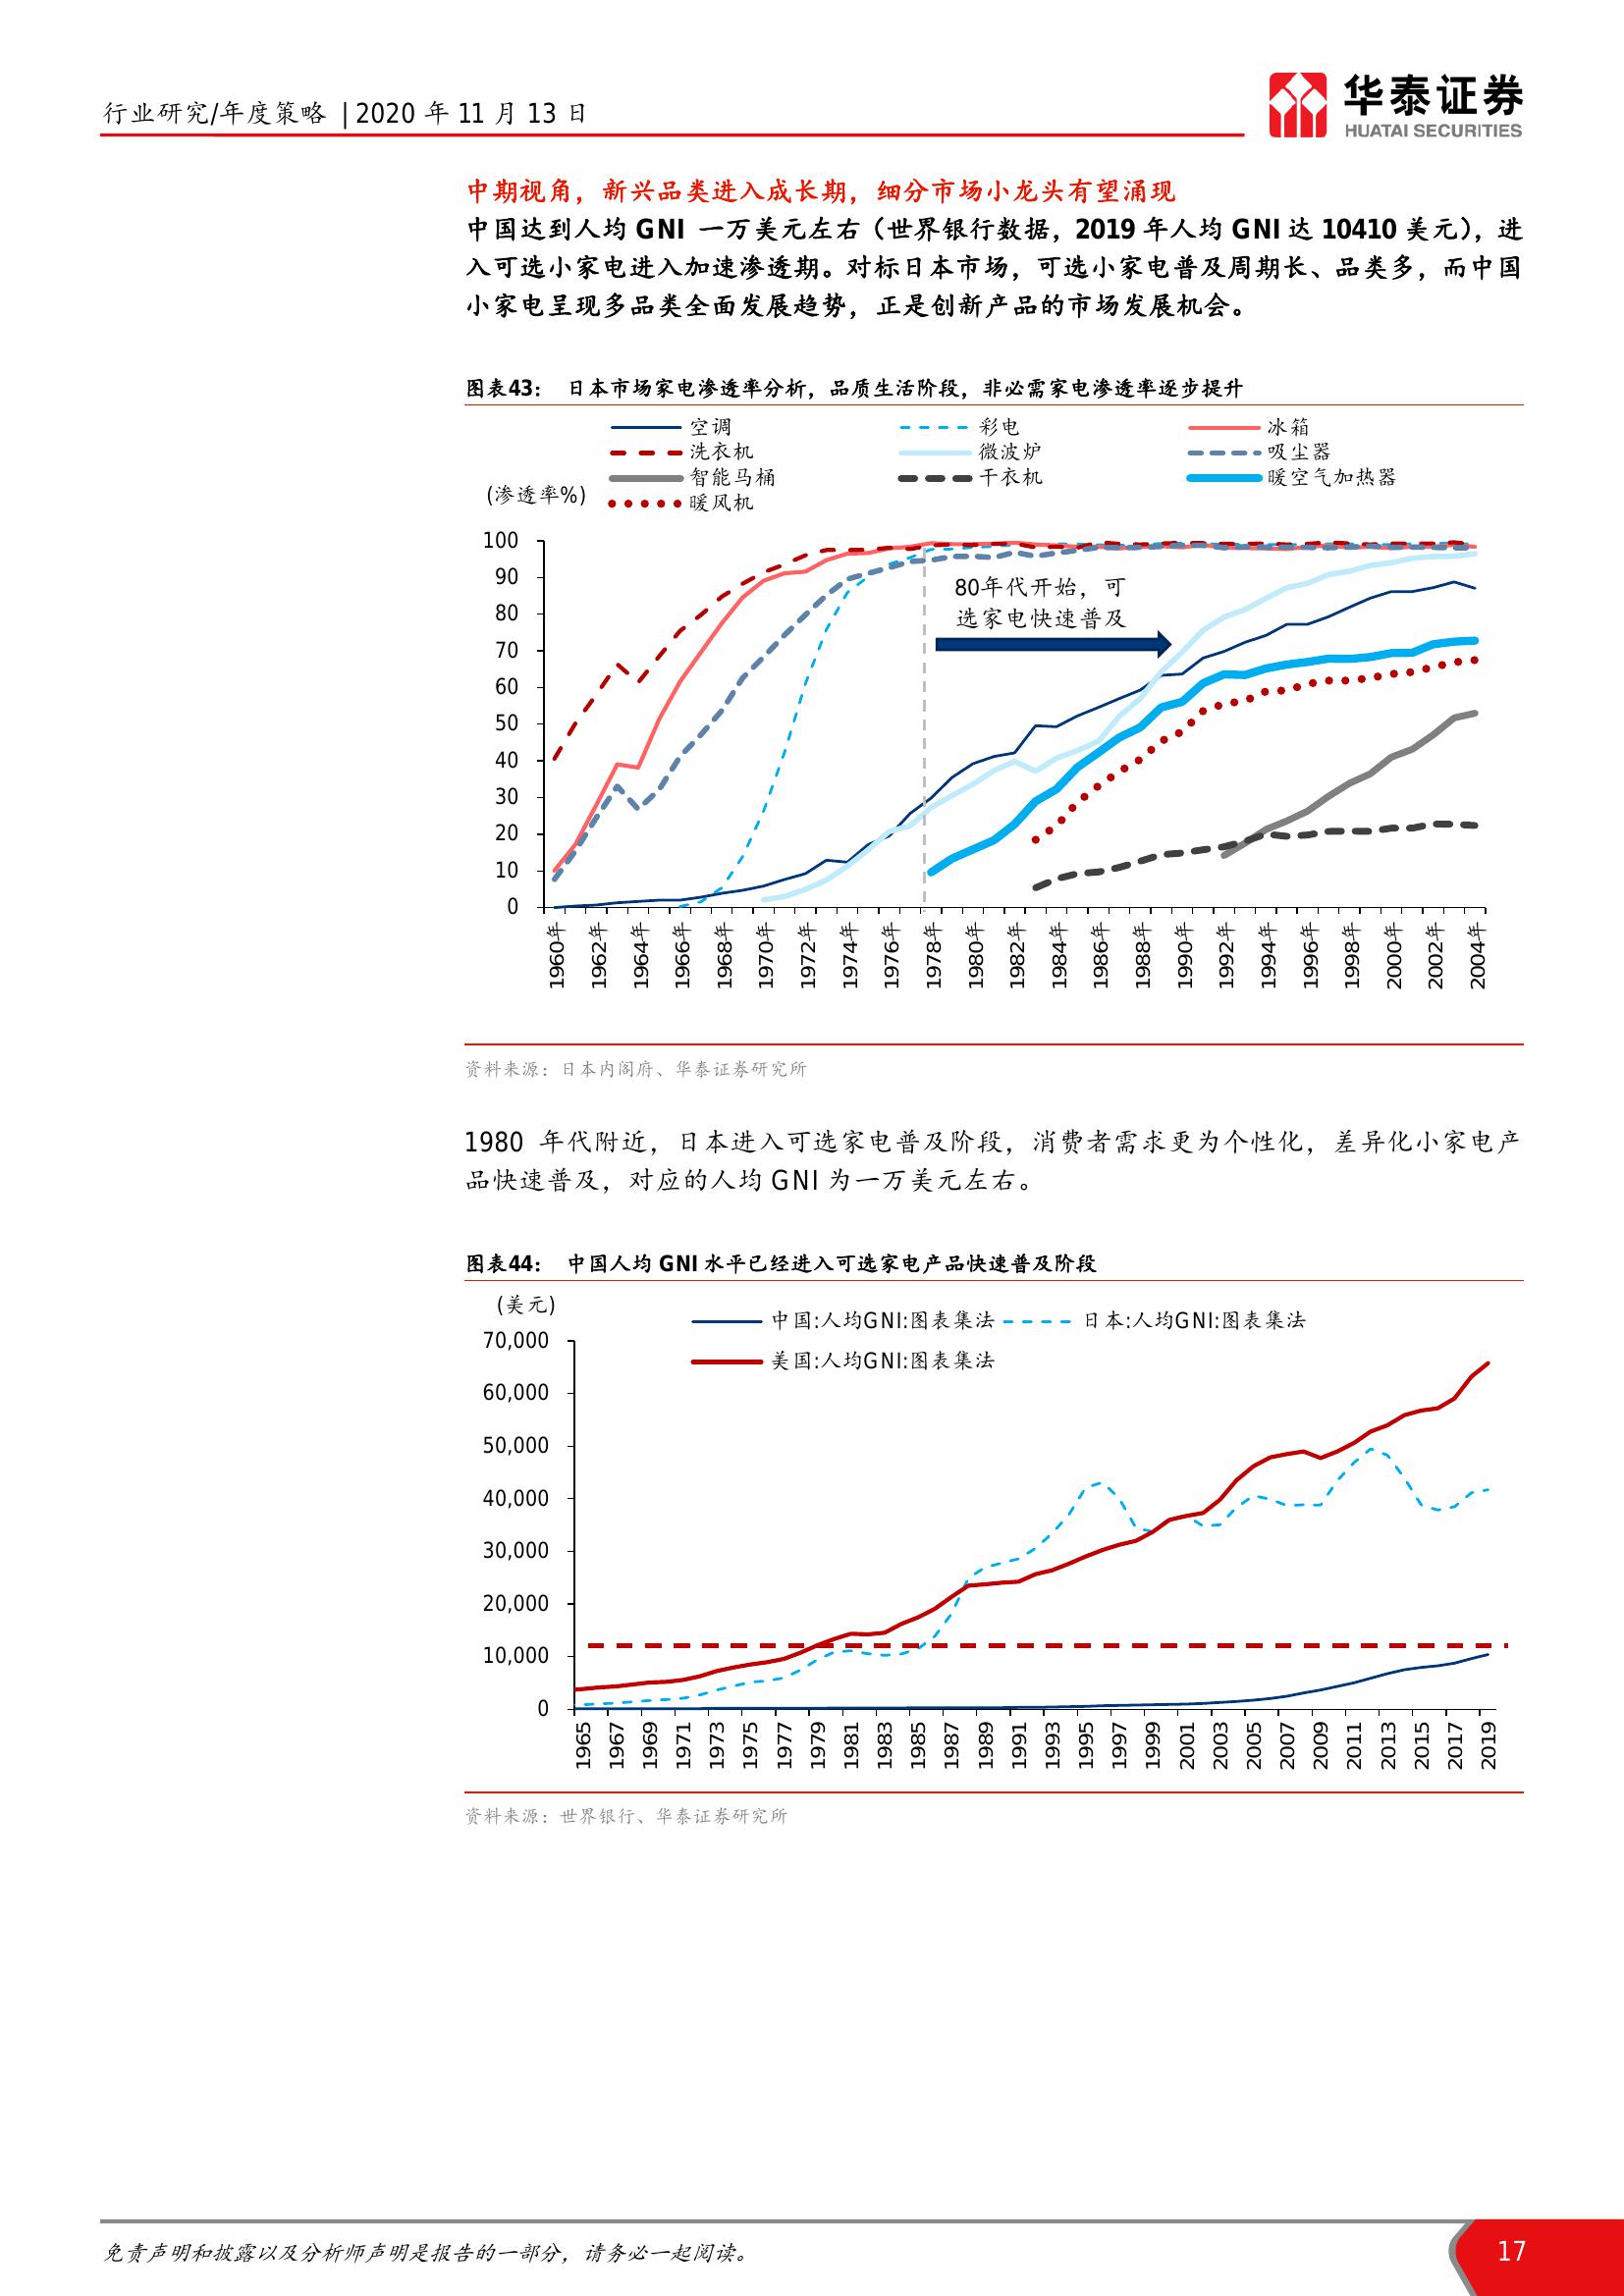 行业研究/年度策略 | 2020 年 11 月 13 日
华泰证券
HUATAI SECURITIES
中期视角，新兴品类进入成长期，细分市场小龙头有望涌现
中国达到人均 GNI 一万美元左右（世界银行数据，2019 年人均 GNI 达 10410 美元），进
入可选小家电进入加速渗透期。对标日本市场，可选小家电普及周期长、品类多，而中国
小家电呈现多品类全面发展趋势，正是创新产品的市场发展机会。
图表43： 日本市场家电渗透率分析，品质生活阶段，非必需家电渗透率逐步提升
空调 彩电 冰箱
洗衣机 微波炉 吸尘器
智能马桶 干衣机 暖空气加热器
(渗透率%) 暖风机
100
90
80
70
60
50
40
30
20
10
0
80年代开始，可
选家电快速普及
1960年 1962年 1964年 1966年 1968年 1970年 1972年 1974年 1976年 1978年 1980年 1982年 1984年 1986年 1988年 1990年 1992年 1994年 1996年 1998年 2000年 2002年 2004年
资料来源：日本内阁府、华泰证券研究所
1980 年代附近，日本进入可选家电普及阶段，消费者需求更为个性化，差异化小家电产
品快速普及，对应的人均 GNI 为一万美元左右。
图表44： 中国人均 GNI 水平已经进入可选家电产品快速普及阶段
(美元)
中国:人均GNI:图表集法 日本:人均GNI:图表集法
美国:人均GNI:图表集法
70,000
60,000
50,000
40,000
30,000
20,000
10,000
0
1965 1967 1969 1971 1973 1975 1977 1979 1981 1983 1985 1987 1989 1991 1993 1995 1997 1999 2001 2003 2005 2007 2009 2011 2013 2015 2017 2019
资料来源：世界银行、华泰证券研究所
免责声明和披露以及分析师声明是报告的一部分，请务必一起阅读。
17